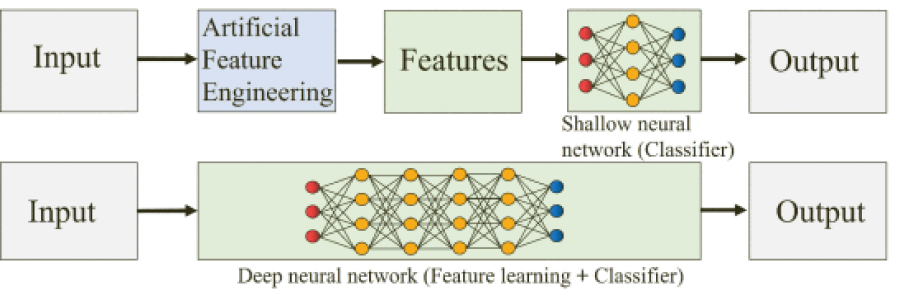 Input
Artificial
Feature
Engineering
Features
Output
Shallow neural
network (Classifier)
Input
Output
Deep neural network (Feature learning + Classifier)